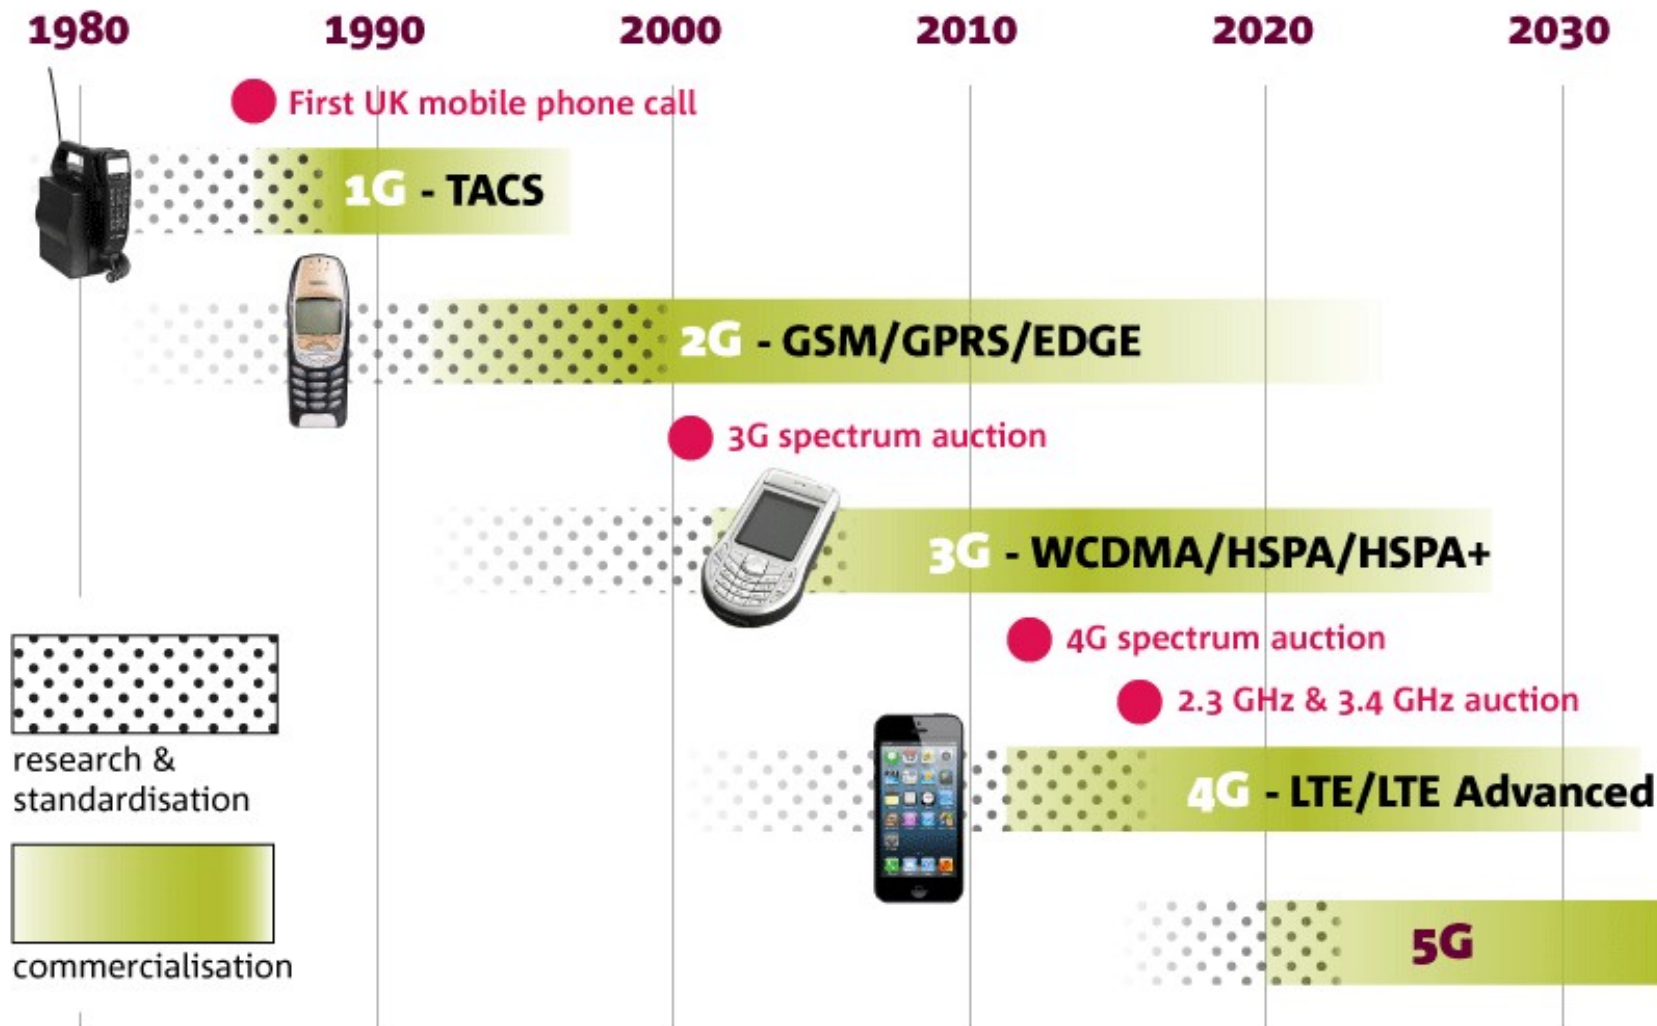 1980 1990 2000 2010 2020 2030
First UK mobile phone call
1G - TACS
2G - GSM/GPRS/EDGE
3G spectrum auction
3G - WCDMA/HSPA/HSPA+
4G spectrum auction
2.3 GHz & 3.4 GHz auction
4G - LTE/LTE Advanced
5G
research &
standardisation
commercialisation